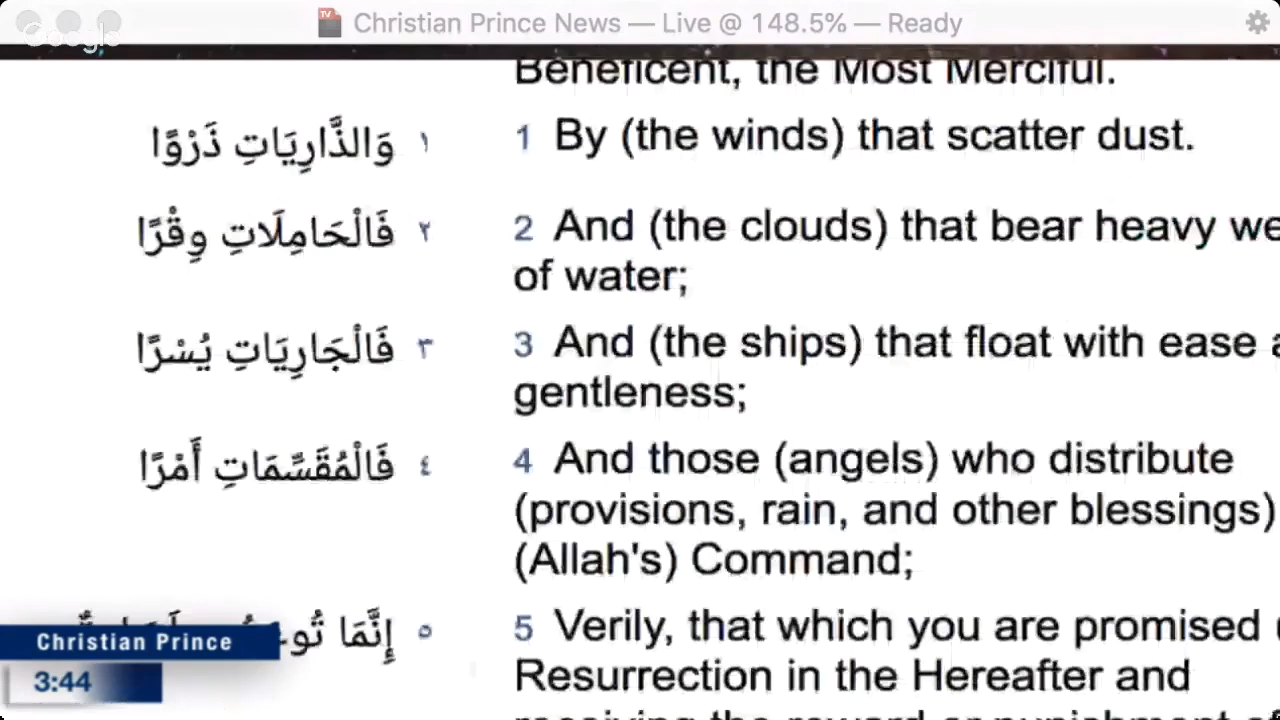 Christian Prince News — Live @ 148.5% — Ready
Google
Beneficent, the Most Merciful.
وَالذَّارِيَاتِ ذَرْوًا ١
1 By (the winds) that scatter dust.
فَالْحَامِلَاتِ وِقْرًا ٢
2 And (the clouds) that bear heavy we
of water;
فَالْجَارِيَاتِ يُسْرًا ٣
3 And (the ships) that float with ease a
gentleness;
فَالْمُقَسِّمَاتِ أَمْرًا ٤
4 And those (angels) who distribute
(provisions, rain, and other blessings)
(Allah's) Command;
إِنَّمَا ٥
5 Verily, that which you are promised (
Resurrection in the Hereafter and
Christian Prince
3:44